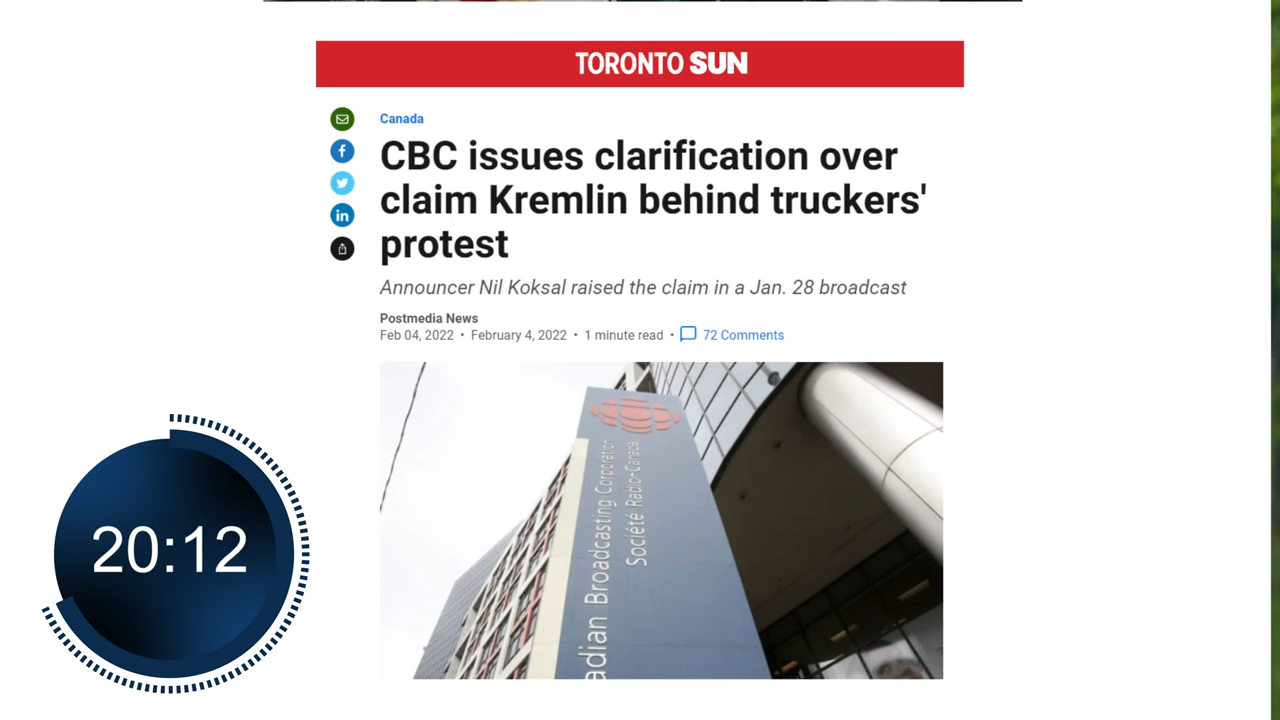 TORONTO SUN
Canada
CBC issues clarification over
claim Kremlin behind truckers'
protest
Announcer Nil Koksal raised the claim in a Jan. 28 broadcast
Postmedia News
Feb 04, 2022 • February 4, 2022 • 1 minute read • 72 Comments
adian Broadcasting Corporation
Société Radio-Canada
20:12